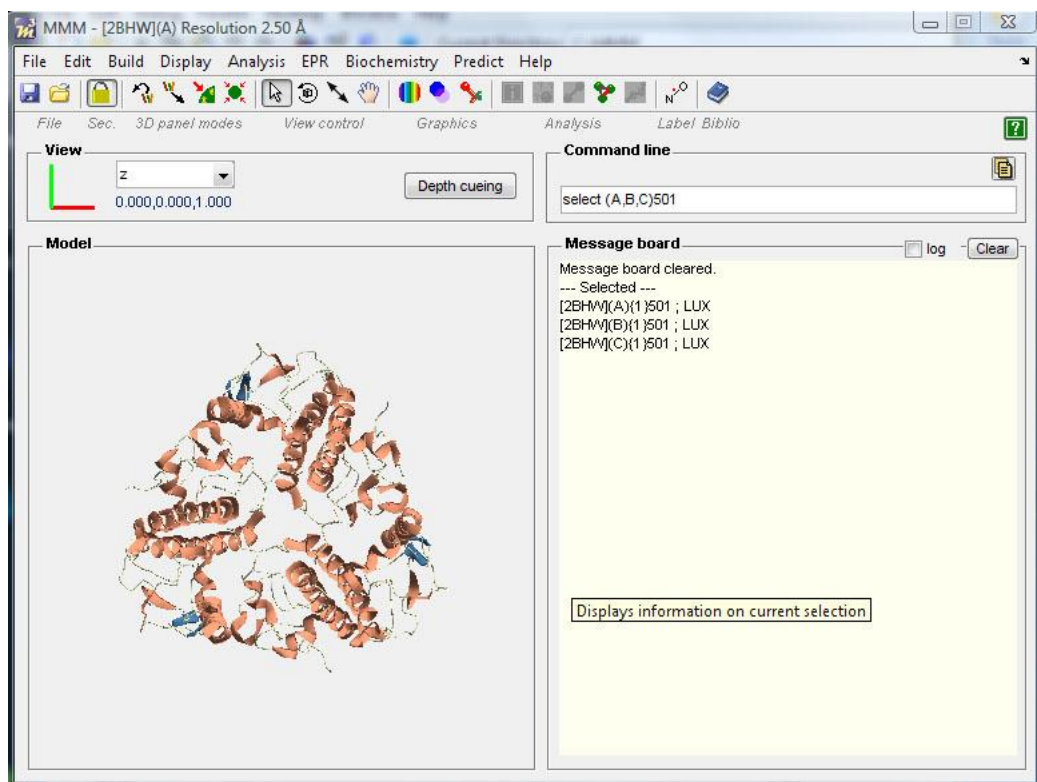 MMM - [2BHW](A) Resolution 2.50 Å
File Edit Build Display Analysis EPR Biochemistry Predict Help
File Sec. 3D panel modes View control Graphics Analysis Label Biblio
View
z
0.000,0.000,1.000
Depth cueing
Command line
select (A,B,C)501
Model
Message board
log
Clear
Message board cleared.
--- Selected ---
[2BHW](A){1}501 ; LUX
[2BHW](B){1}501 ; LUX
[2BHW](C){1}501 ; LUX
Displays information on current selection